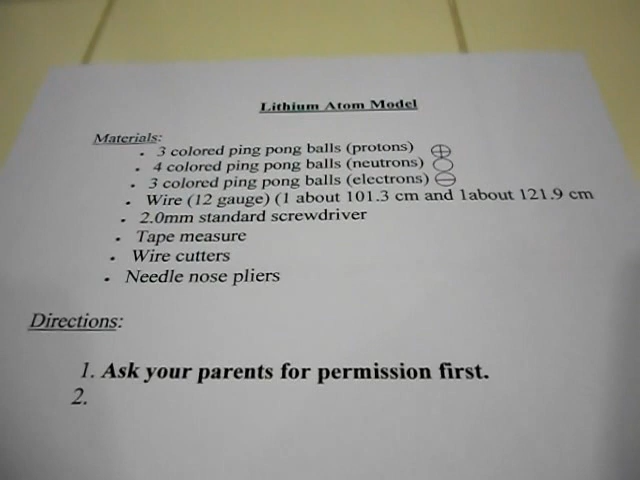 Lithium Atom Model
Materials:
• 3 colored ping pong balls (protons)
• 4 colored ping pong balls (neutrons)
• 3 colored ping pong balls (electrons)
• Wire (12 gauge) (1 about 101.3 cm and 1about 121.9 cm
• 2.0mm standard screwdriver
• Tape measure
• Wire cutters
• Needle nose pliers
Directions:
1. Ask your parents for permission first.
2.